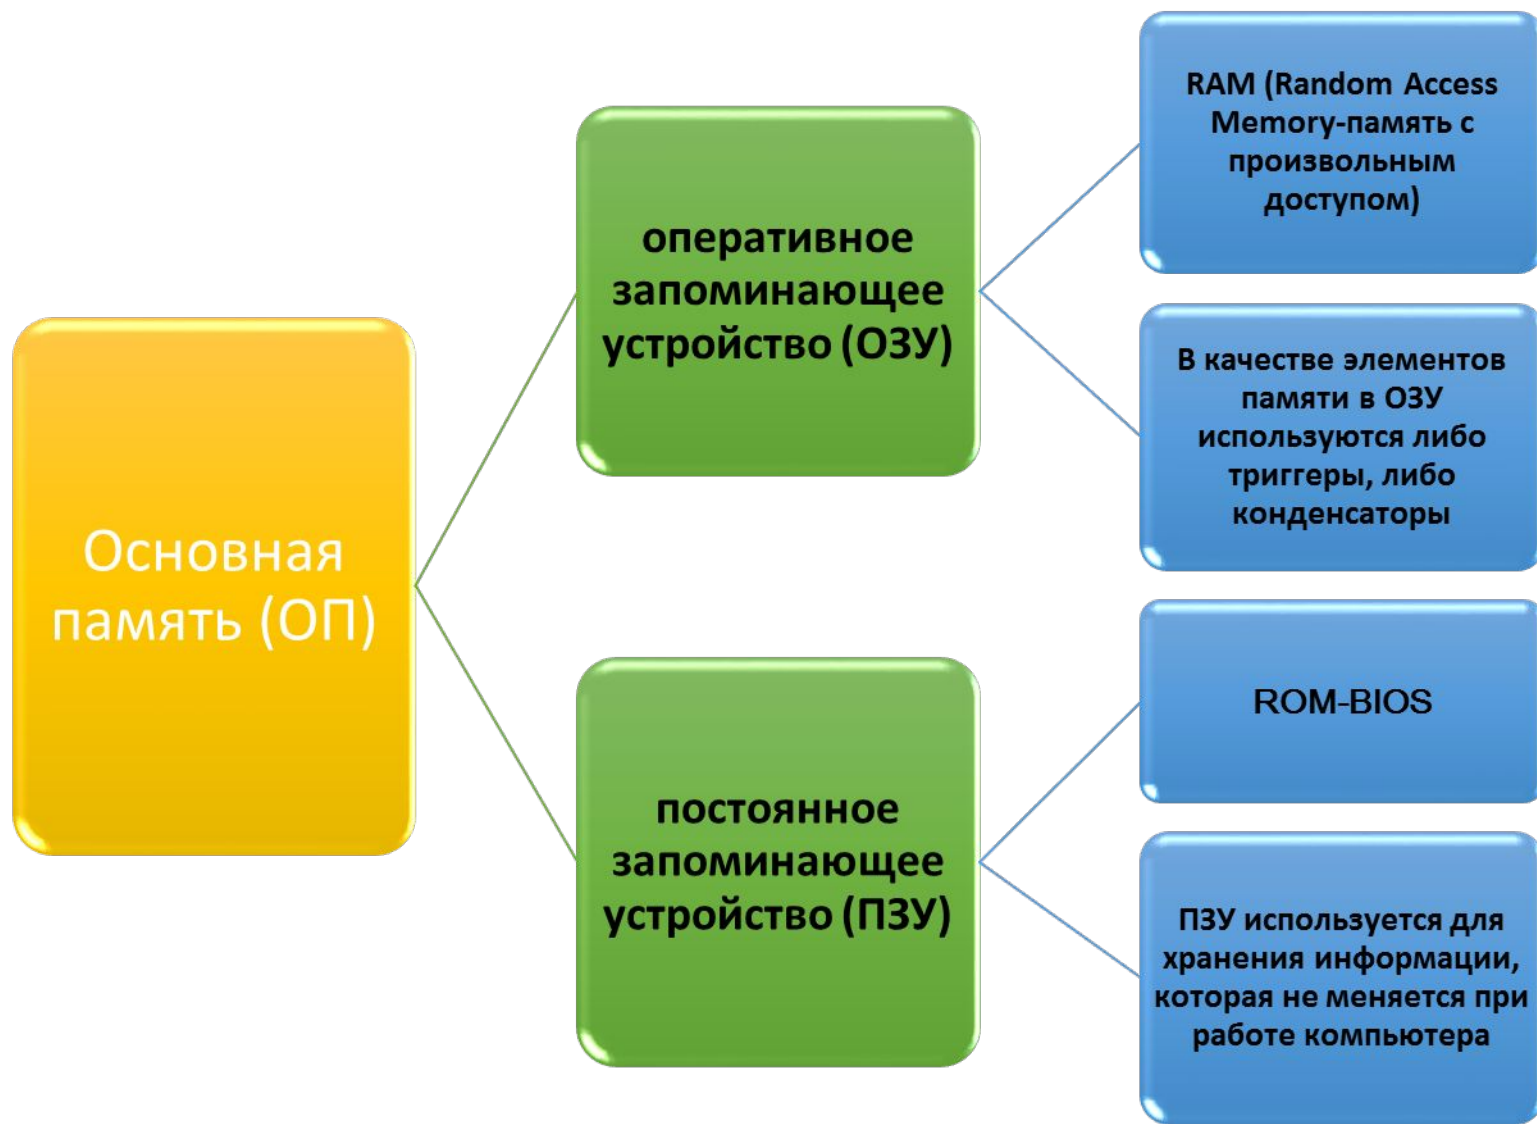 Основная
память (ОП)
оперативное
запоминающее
устройство (ОЗУ)
RAM (Random Access
Memory-память с
произвольным
доступом)
В качестве элементов
памяти в ОЗУ
используются либо
триггеры, либо
конденсаторы
постоянное
запоминающее
устройство (ПЗУ)
ROM-BIOS
ПЗУ используется для
хранения информации,
которая не меняется при
работе компьютера